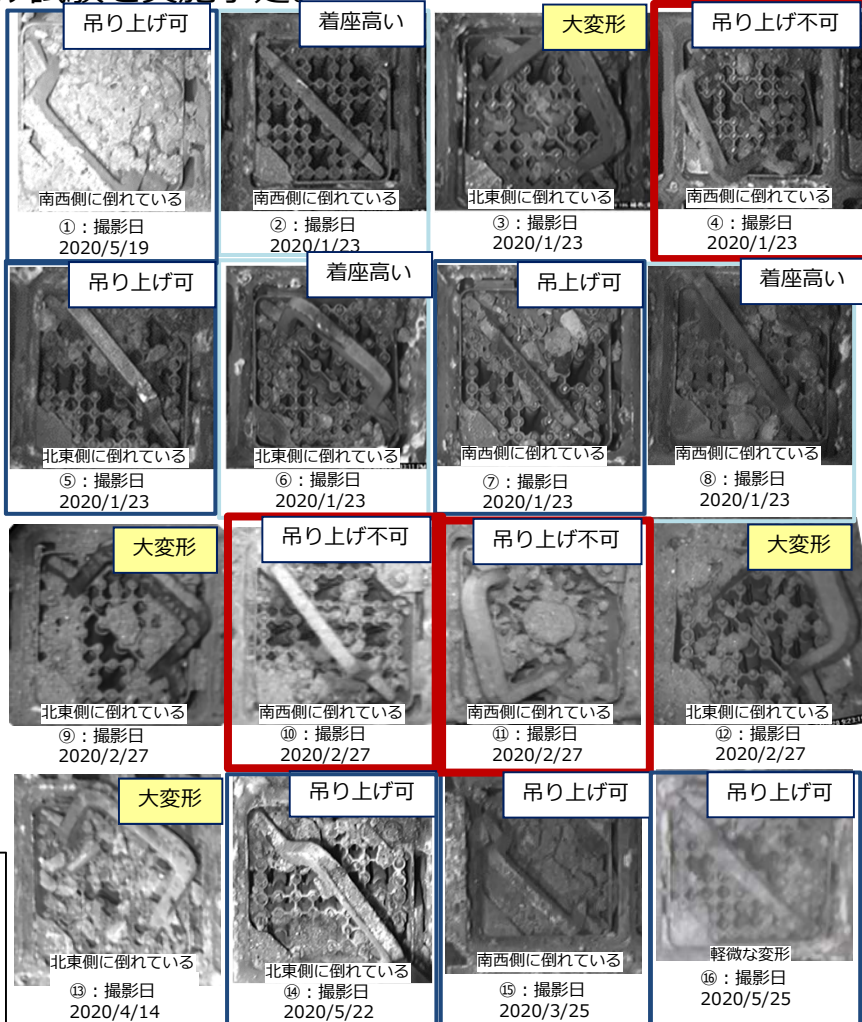 吊り上げ可
着座高い
大変形
吊り上げ不可
南西側に倒れている
南西側に倒れている
北東側に倒れている
南西側に倒れている
①：撮影日
2020/5/19
②：撮影日
2020/1/23
③：撮影日
2020/1/23
④：撮影日
2020/1/23
吊り上げ可
着座高い
吊上げ可
着座高い
北東側に倒れている
北東側に倒れている
南西側に倒れている
南西側に倒れている
⑤：撮影日
2020/1/23
⑥：撮影日
2020/1/23
⑦：撮影日
2020/1/23
⑧：撮影日
2020/1/23
大変形
吊り上げ不可
吊り上げ不可
大変形
北東側に倒れている
南西側に倒れている
南西側に倒れている
北東側に倒れている
⑨：撮影日
2020/2/27
⑩：撮影日
2020/2/27
⑪：撮影日
2020/2/27
⑫：撮影日
2020/2/27
大変形
吊り上げ可
吊り上げ可
吊り上げ可
北東側に倒れている
北東側に倒れている
南西側に倒れている
軽微な変形
⑬：撮影日
2020/4/14
⑭：撮影日
2020/5/22
⑮：撮影日
2020/3/25
⑯：撮影日
2020/5/25